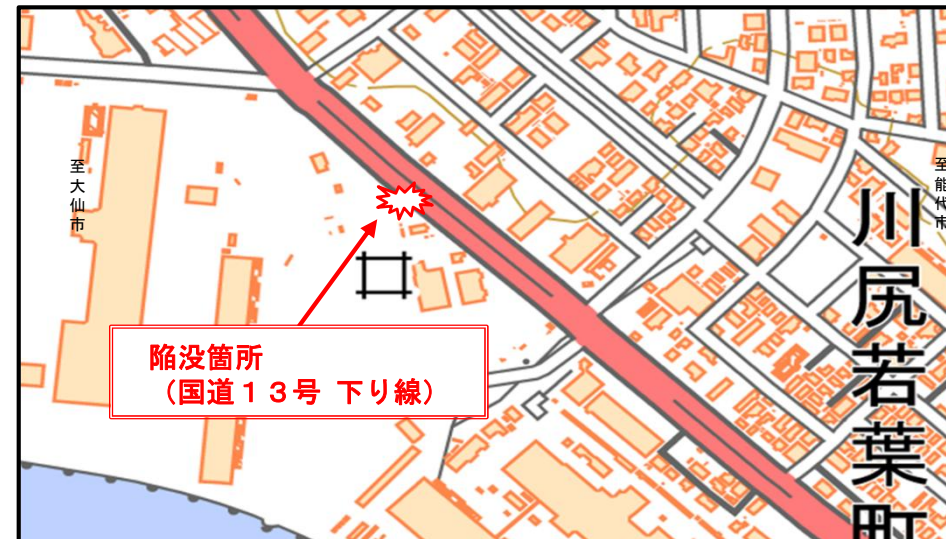 至大仙市
至能代市
川尻若葉町
陥没箇所
（国道１３号 下り線）